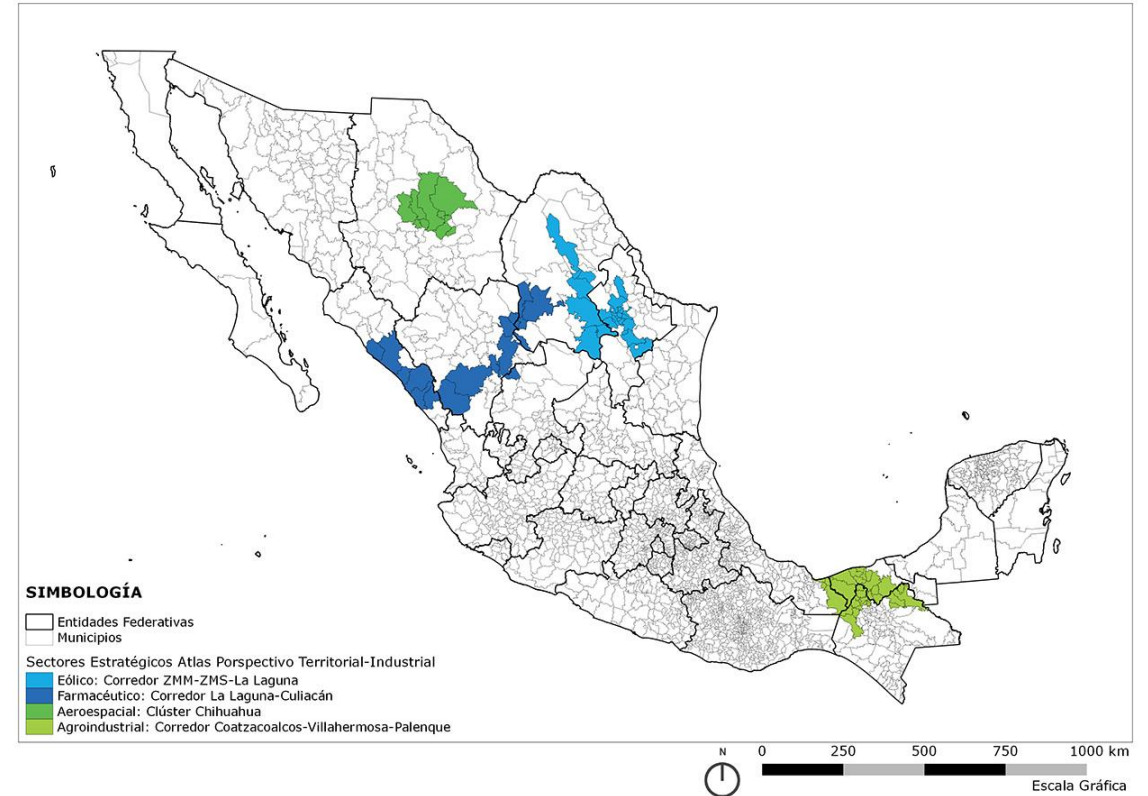 SIMBOLOGÍA
Entidades Federativas
Municipios
Sectores Estratégicos Atlas Porspectivo Territorial-Industrial
Eólico: Corredor ZMM-ZMS-La Laguna
Farmacéutico: Corredor La Laguna-Culiacán
Aeroespacial: Clúster Chihuahua
Agroindustrial: Corredor Coatzacoalcos-Villahermosa-Palenque
N
0 250 500 750 1000 km
Escala Gráfica